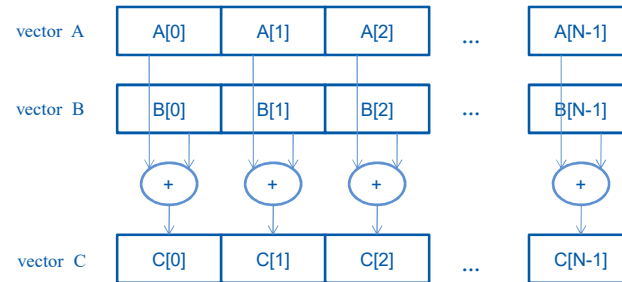 vector A A[0] A[1] A[2] ... A[N-1]
vector B B[0] B[1] B[2] ... B[N-1]
+ + + +
vector C C[0] C[1] C[2] ... C[N-1]